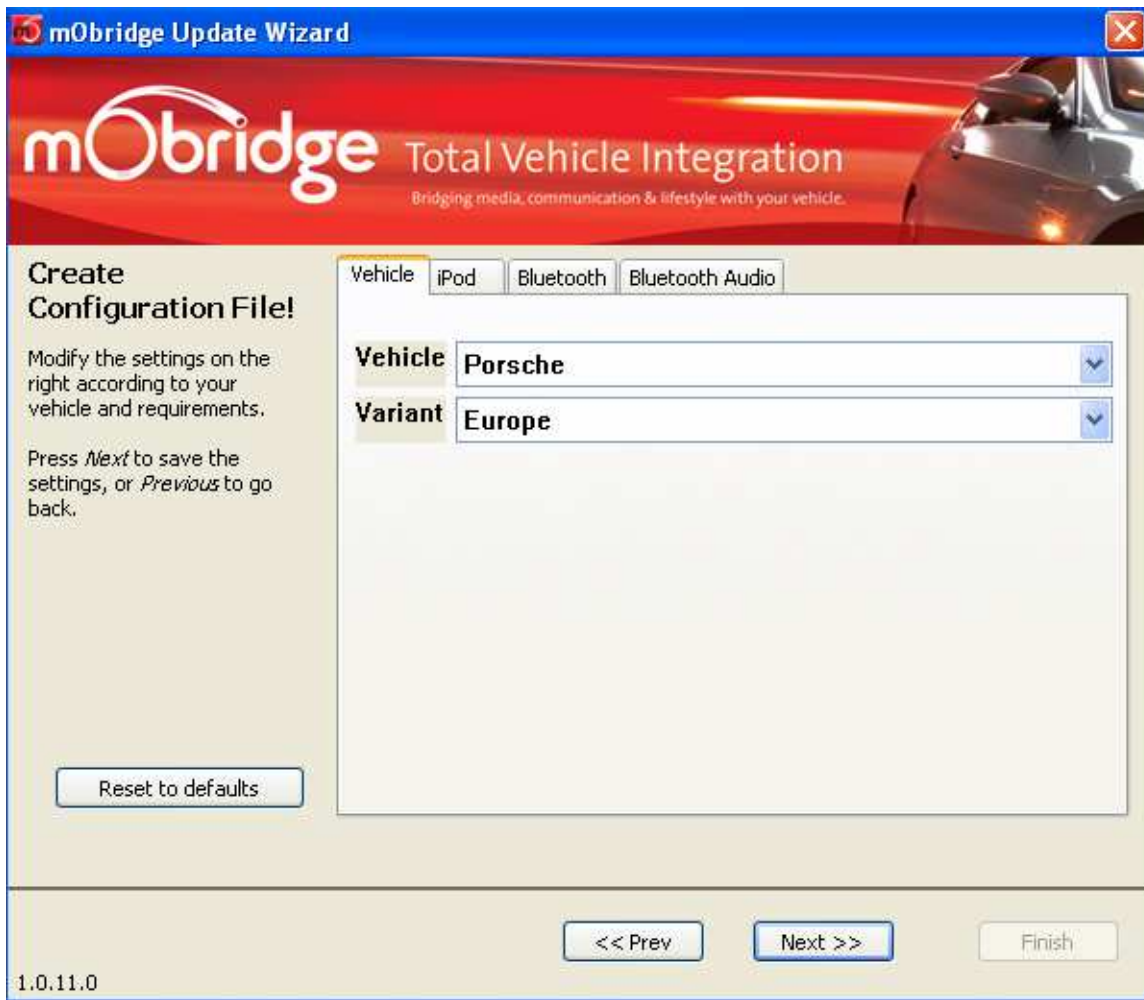 mObridge Update Wizard
mObridge Total Vehicle Integration
Bridging media, communication & lifestyle with your vehicle.
Create
Configuration File!
Modify the settings on the
right according to your
vehicle and requirements.
Press Next to save the
settings, or Previous to go
back.
Reset to defaults
Vehicle iPod Bluetooth Bluetooth Audio
Vehicle Porsche
Variant Europe
<< Prev Next >> Finish
1.0.11.0